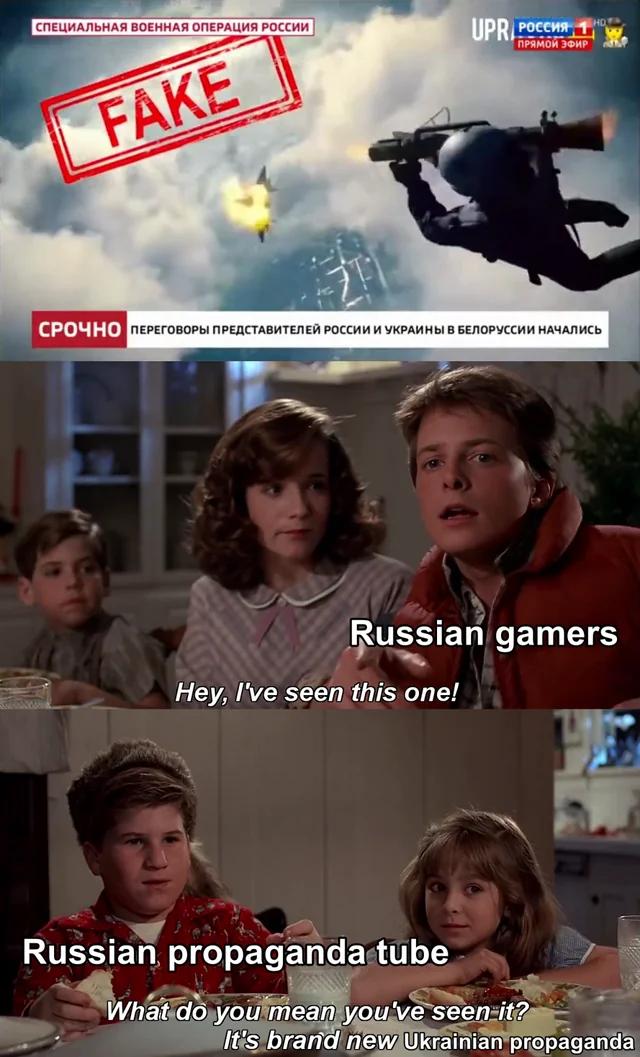 СПЕЦИАЛЬНАЯ ВОЕННАЯ ОПЕРАЦИЯ РОССИИ
РОССИЯ 1 HD
ПРЯМОЙ ЭФИР
FAKE
СРОЧНО ПЕРЕГОВОРЫ ПРЕДСТАВИТЕЛЕЙ РОССИИ И УКРАИНЫ В БЕЛОРУССИИ НАЧАЛИСЬ
Russian gamers
Hey, I've seen this one!
Russian propaganda tube
What do you mean you've seen it?
It's brand new Ukrainian propaganda